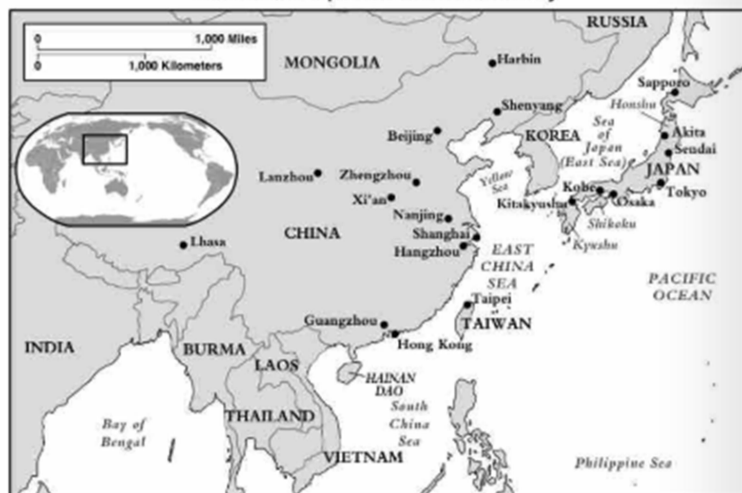 RUSSIA
0 1,000 Miles
0 1,000 Kilometers
MONGOLIA
Harbin
Sapporo
Shenyang
Honshu
Beijing
KOREA
Sea
of
Japan
(East Sea)
Akita
Sendai
JAPAN
Lanzhou
Zhengzhou
Yellow
Sea
Kobe
Tokyo
Xi'an
Kitakyushu
Osaka
Nanjing
Shikoku
CHINA
Shanghai
Hangzhou
Kyushu
Lhasa
EAST
CHINA
SEA
PACIFIC
OCEAN
Taipei
TAIWAN
Guangzhou
Hong Kong
INDIA
BURMA
LAOS
HAINAN
DAO
THAILAND
South
China
Sea
Bay of
Bengal
VIETNAM
Philippine Sea